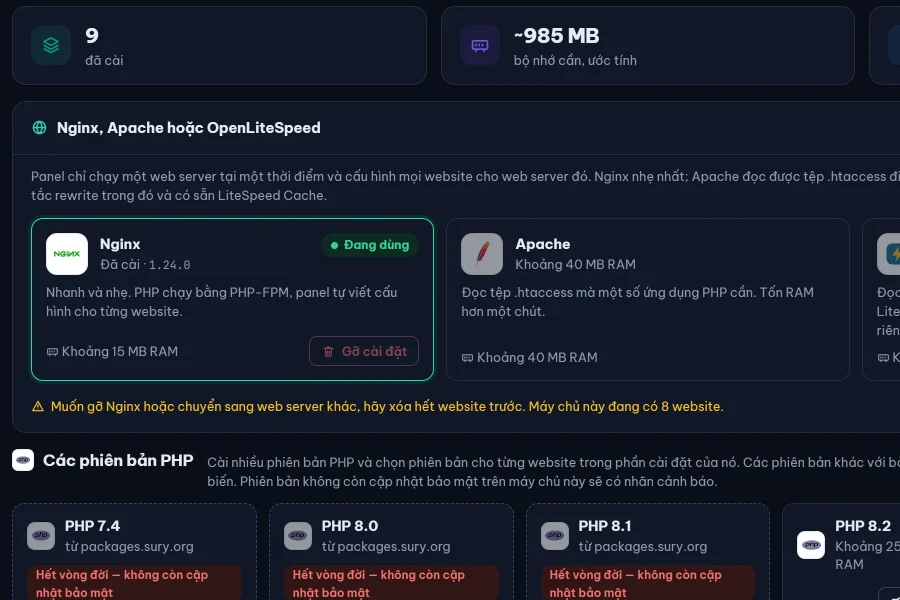 9
đã cài
~985 MB
bộ nhớ cần, ước tính
Nginx, Apache hoặc OpenLiteSpeed
Panel chỉ chạy một web server tại một thời điểm và cấu hình mọi website cho web server đó. Nginx nhẹ nhất; Apache đọc được tệp .htaccess
tắc rewrite trong đó và có sẵn LiteSpeed Cache.
NGINX
Nginx
Đang dùng
Đã cài · 1.24.0
Nhanh và nhẹ. PHP chạy bằng PHP-FPM, panel tự viết cấu
hình cho từng website.
Khoảng 15 MB RAM
Gỡ cài đặt
Apache
Khoảng 40 MB RAM
Đọc tệp .htaccess mà một số ứng dụng PHP cần. Tốn RAM
hơn một chút.
Khoảng 40 MB RAM
Muốn gỡ Nginx hoặc chuyển sang web server khác, hãy xóa hết website trước. Máy chủ này đang có 8 website.
php
Các phiên bản PHP
Cài nhiều phiên bản PHP và chọn phiên bản cho từng website trong phần cài đặt của nó. Các phiên bản khác với
biến. Phiên bản không còn cập nhật bảo mật trên máy chủ này sẽ có nhãn cảnh báo.
php
PHP 7.4
từ packages.sury.org
Hết vòng đời — không còn cập
nhật bảo mật
php
PHP 8.0
từ packages.sury.org
Hết vòng đời — không còn cập
nhật bảo mật
php
PHP 8.1
từ packages.sury.org
Hết vòng đời — không còn cập
nhật bảo mật
php
PHP 8.2
Khoảng 25
RAM